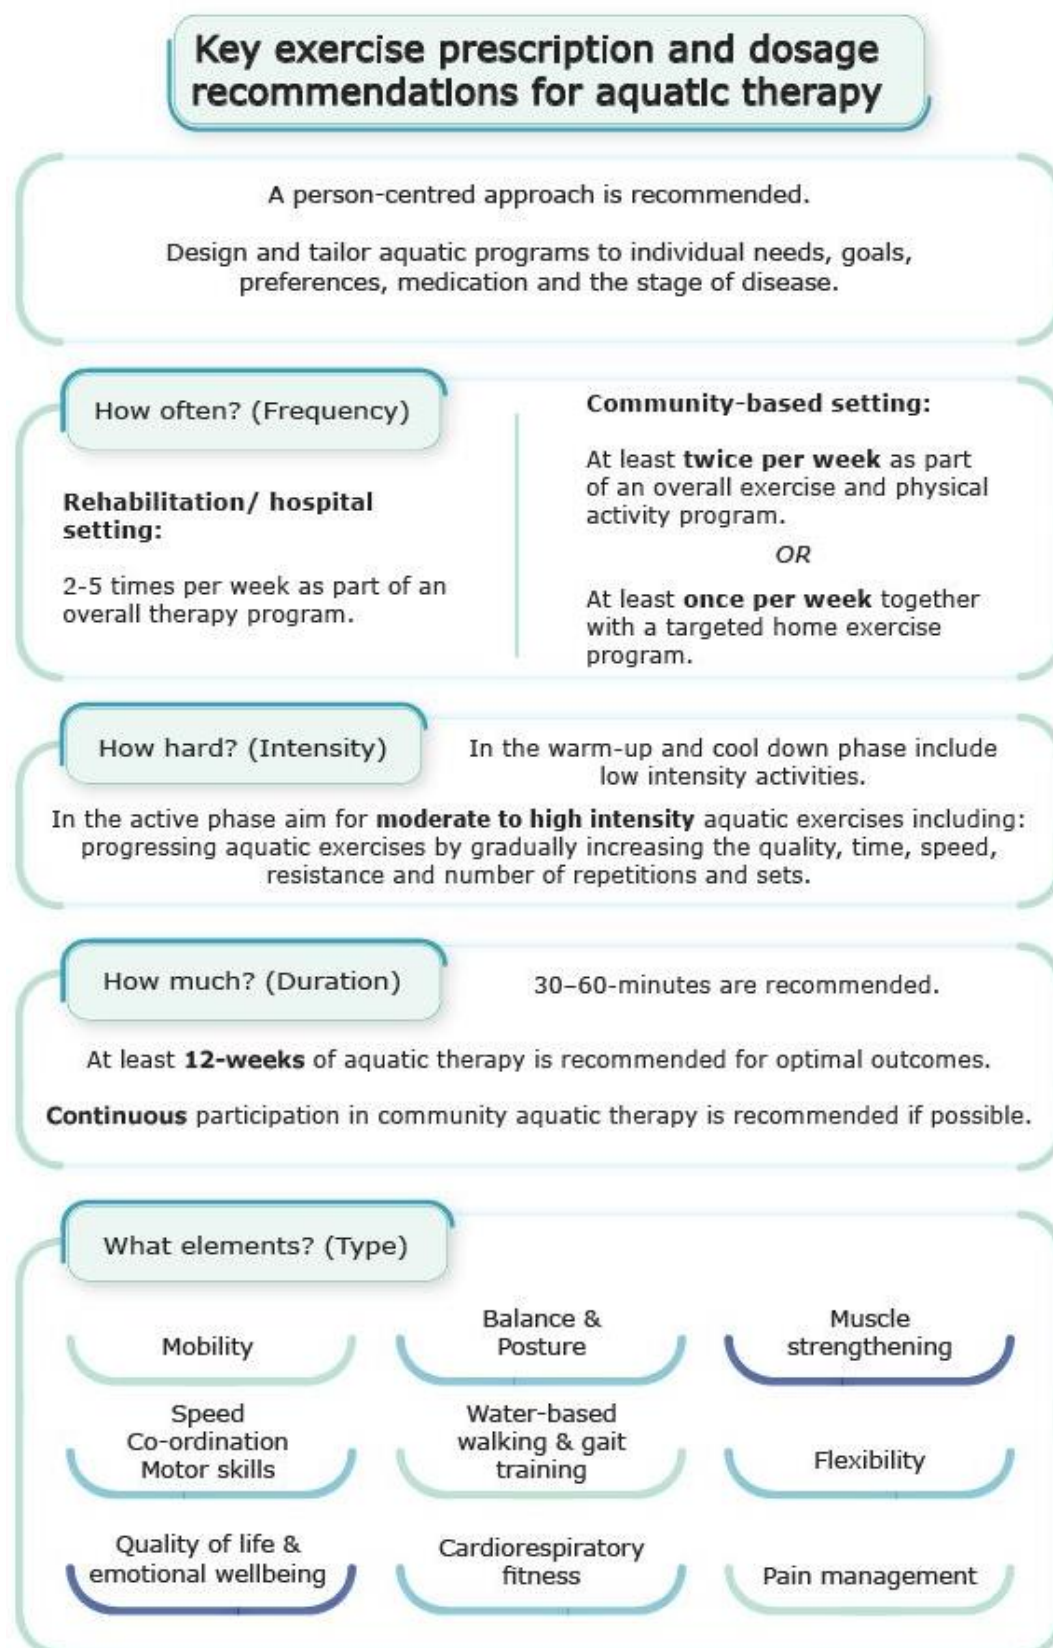 Key exercise prescription and dosage
recommendations for aquatic therapy
A person-centred approach is recommended.
Design and tailor aquatic programs to individual needs, goals,
preferences, medication and the stage of disease.
How often? (Frequency)
Rehabilitation/ hospital
setting:
2-5 times per week as part of an
overall therapy program.
Community-based setting:
At least twice per week as part
of an overall exercise and physical
activity program.
OR
At least once per week together
with a targeted home exercise
program.
How hard? (Intensity)
In the warm-up and cool down phase include
low intensity activities.
In the active phase aim for moderate to high intensity aquatic exercises including:
progressing aquatic exercises by gradually increasing the quality, time, speed,
resistance and number of repetitions and sets.
How much? (Duration)
30–60-minutes are recommended.
At least 12-weeks of aquatic therapy is recommended for optimal outcomes.
Continuous participation in community aquatic therapy is recommended if possible.
What elements? (Type)
Mobility
Balance &
Posture
Muscle
strengthening
Speed
Co-ordination
Motor skills
Water-based
walking & gait
training
Flexibility
Quality of life &
emotional wellbeing
Cardiorespiratory
fitness
Pain management